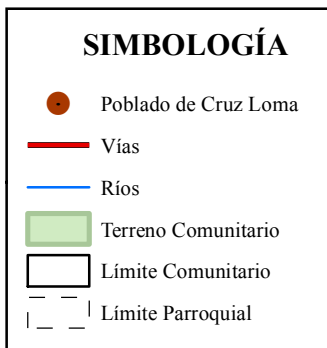 SIMBOLOGÍA
Poblado de Cruz Loma
Vías
Ríos
Terreno Comunitario
Límite Comunitario
Límite Parroquial